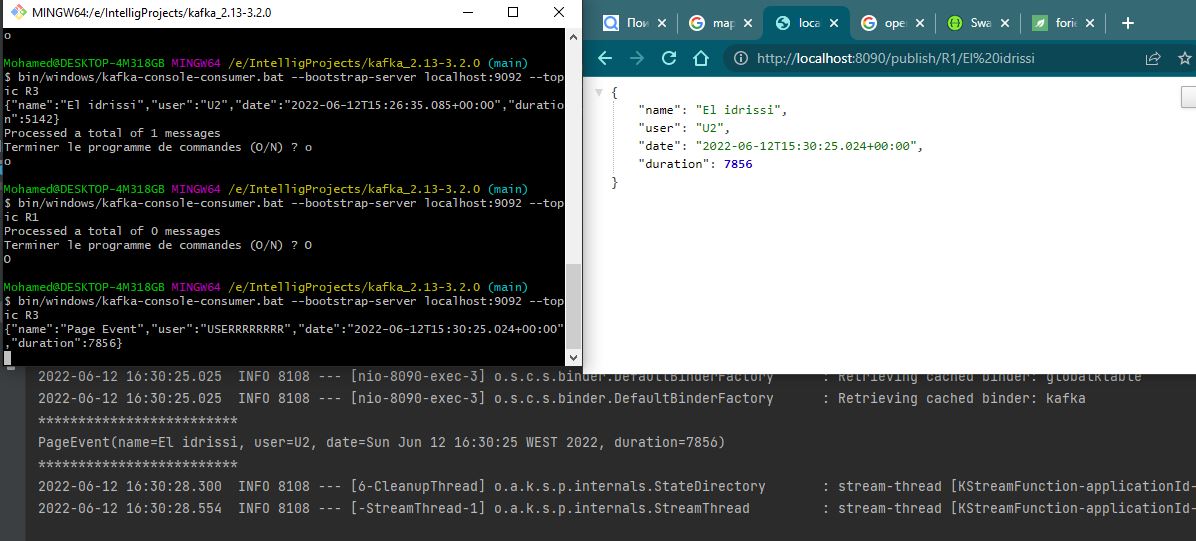 MINGW64:/e/IntelligProjects/kafka_2.13-3.2.0
o
Mohamed@DESKTOP-4M318GB MINGW64 /e/IntelligProjects/kafka_2.13-3.2.0 (main)
$ bin/windows/kafka-console-consumer.bat --bootstrap-server localhost:9092 --top
ic R3
{"name":"El idrissi","user":"U2","date":"2022-06-12T15:26:35.085+00:00","duratio
n":5142}
Processed a total of 1 messages
Terminer le programme de commandes (O/N) ? o
o
Mohamed@DESKTOP-4M318GB MINGW64 /e/IntelligProjects/kafka_2.13-3.2.0 (main)
$ bin/windows/kafka-console-consumer.bat --bootstrap-server localhost:9092 --top
ic R1
Processed a total of 0 messages
Terminer le programme de commandes (O/N) ? O
O
Mohamed@DESKTOP-4M318GB MINGW64 /e/IntelligProjects/kafka_2.13-3.2.0 (main)
$ bin/windows/kafka-console-consumer.bat --bootstrap-server localhost:9092 --top
ic R3
{"name":"Page Event","user":"USERRRRRRRR","date":"2022-06-12T15:30:25.024+00:00"
,"duration":7856}
Пои map loca ope Swa fori
http://localhost:8090/publish/R1/El%20idrissi
{
"name": "El idrissi",
"user": "U2",
"date": "2022-06-12T15:30:25.024+00:00",
"duration": 7856
}
2022-06-12 16:30:25.025 INFO 8108 --- [nio-8090-exec-3] o.s.c.s.binder.DefaultBinderFactory : Retrieving cached binder: globalktable
2022-06-12 16:30:25.025 INFO 8108 --- [nio-8090-exec-3] o.s.c.s.binder.DefaultBinderFactory : Retrieving cached binder: kafka
*************************
PageEvent(name=El idrissi, user=U2, date=Sun Jun 12 16:30:25 WEST 2022, duration=7856)
*************************
2022-06-12 16:30:28.300 INFO 8108 --- [6-CleanupThread] o.a.k.s.p.internals.StateDirectory : stream-thread [KStreamFunction-applicationId-
2022-06-12 16:30:28.554 INFO 8108 --- [-StreamThread-1] o.a.k.s.p.internals.StreamThread : stream-thread [KStreamFunction-applicationId-